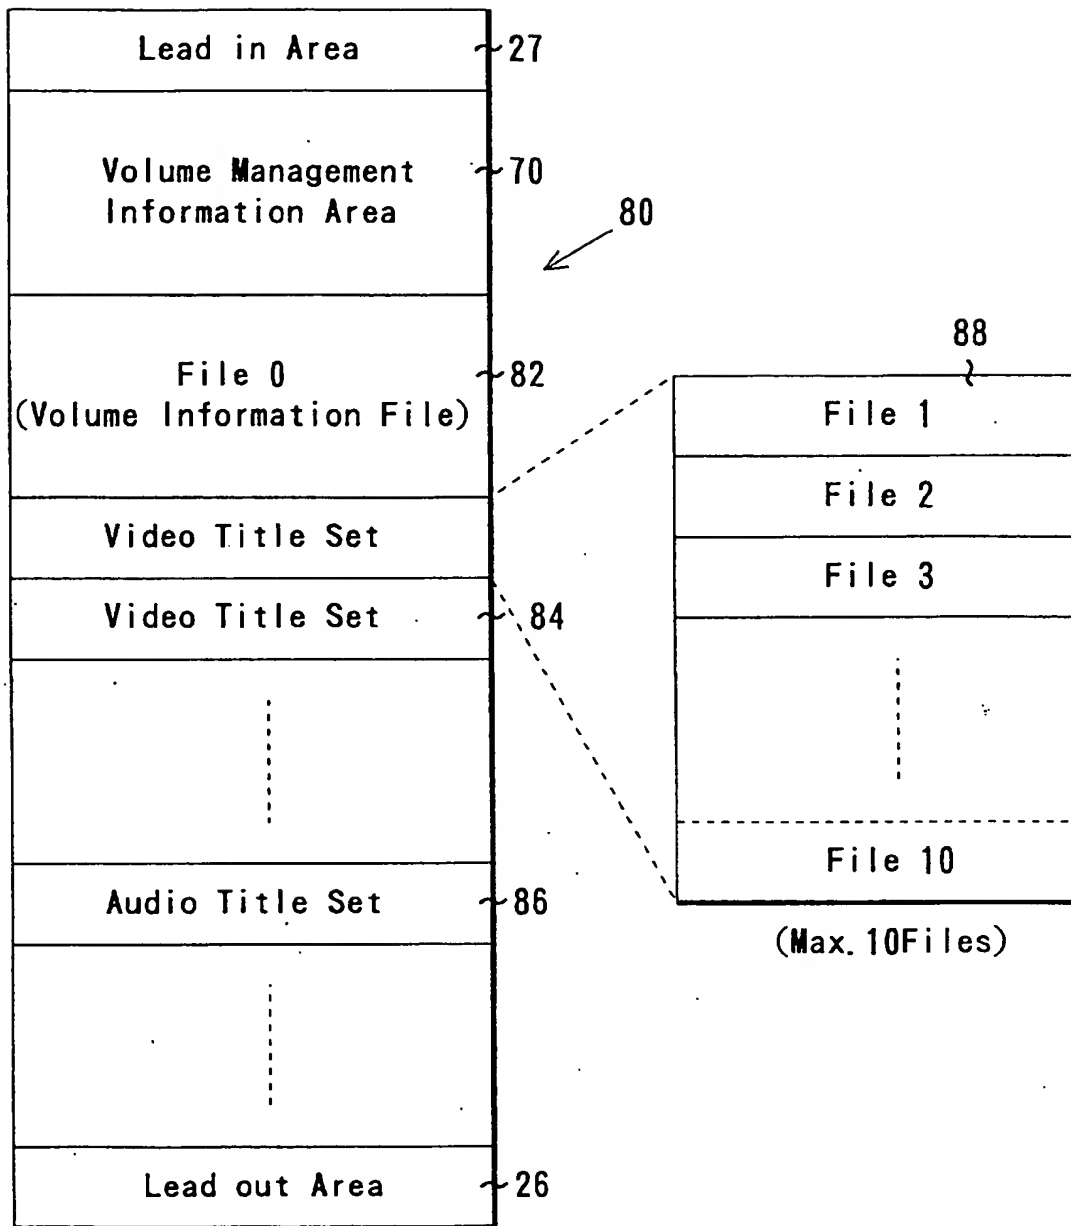 Lead in Area 27
Volume Management 70
Information Area
80
File 0 82
(Volume Information File)
Video Title Set
Video Title Set 84
Audio Title Set 86
Lead out Area 26
88
File 1
File 2
File 3
File 10
(Max. 10Files)